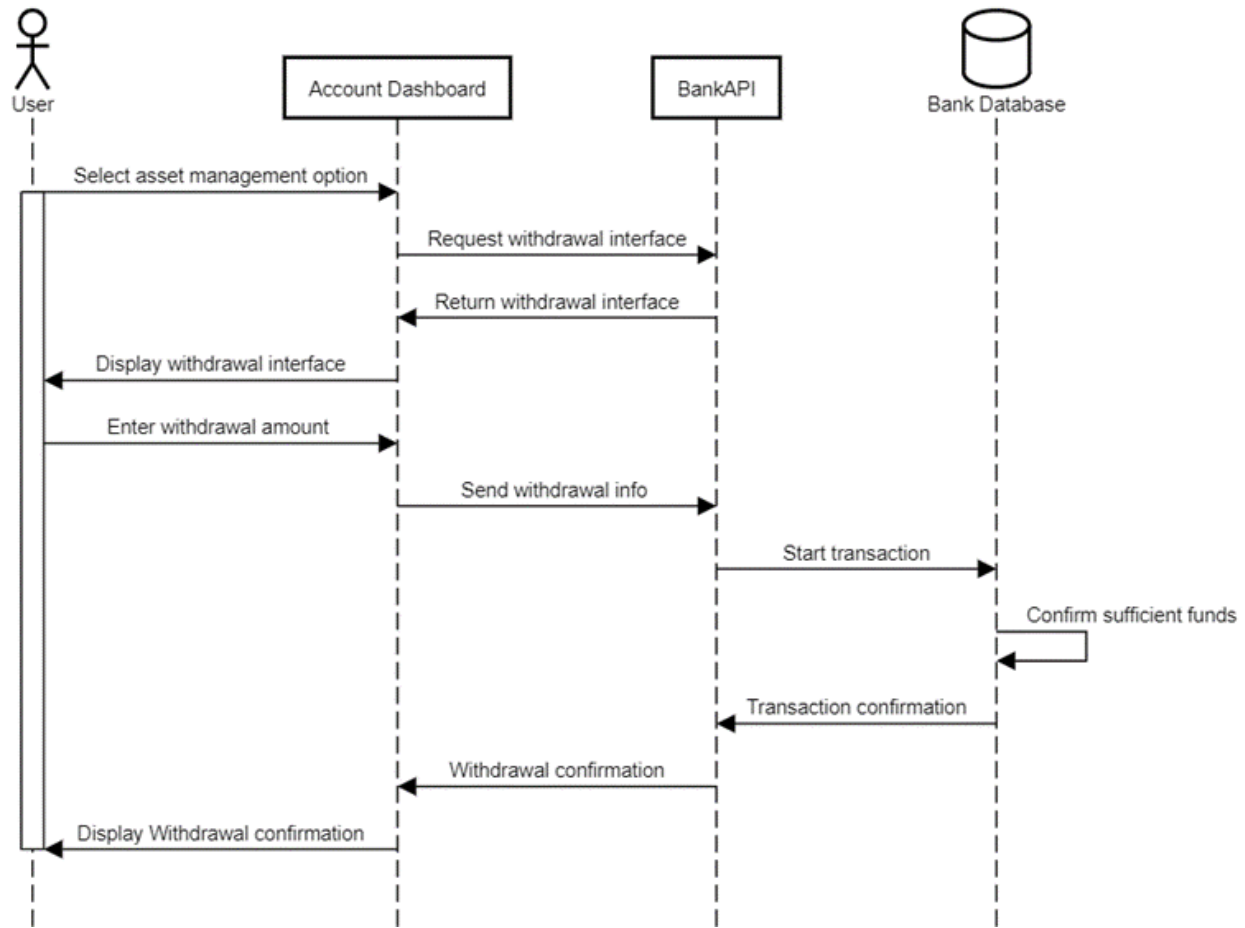 User
Account Dashboard
BankAPI
Bank Database
Select asset management option
Request withdrawal interface
Return withdrawal interface
Display withdrawal interface
Enter withdrawal amount
Send withdrawal info
Start transaction
Confirm sufficient funds
Transaction confirmation
Withdrawal confirmation
Display Withdrawal confirmation